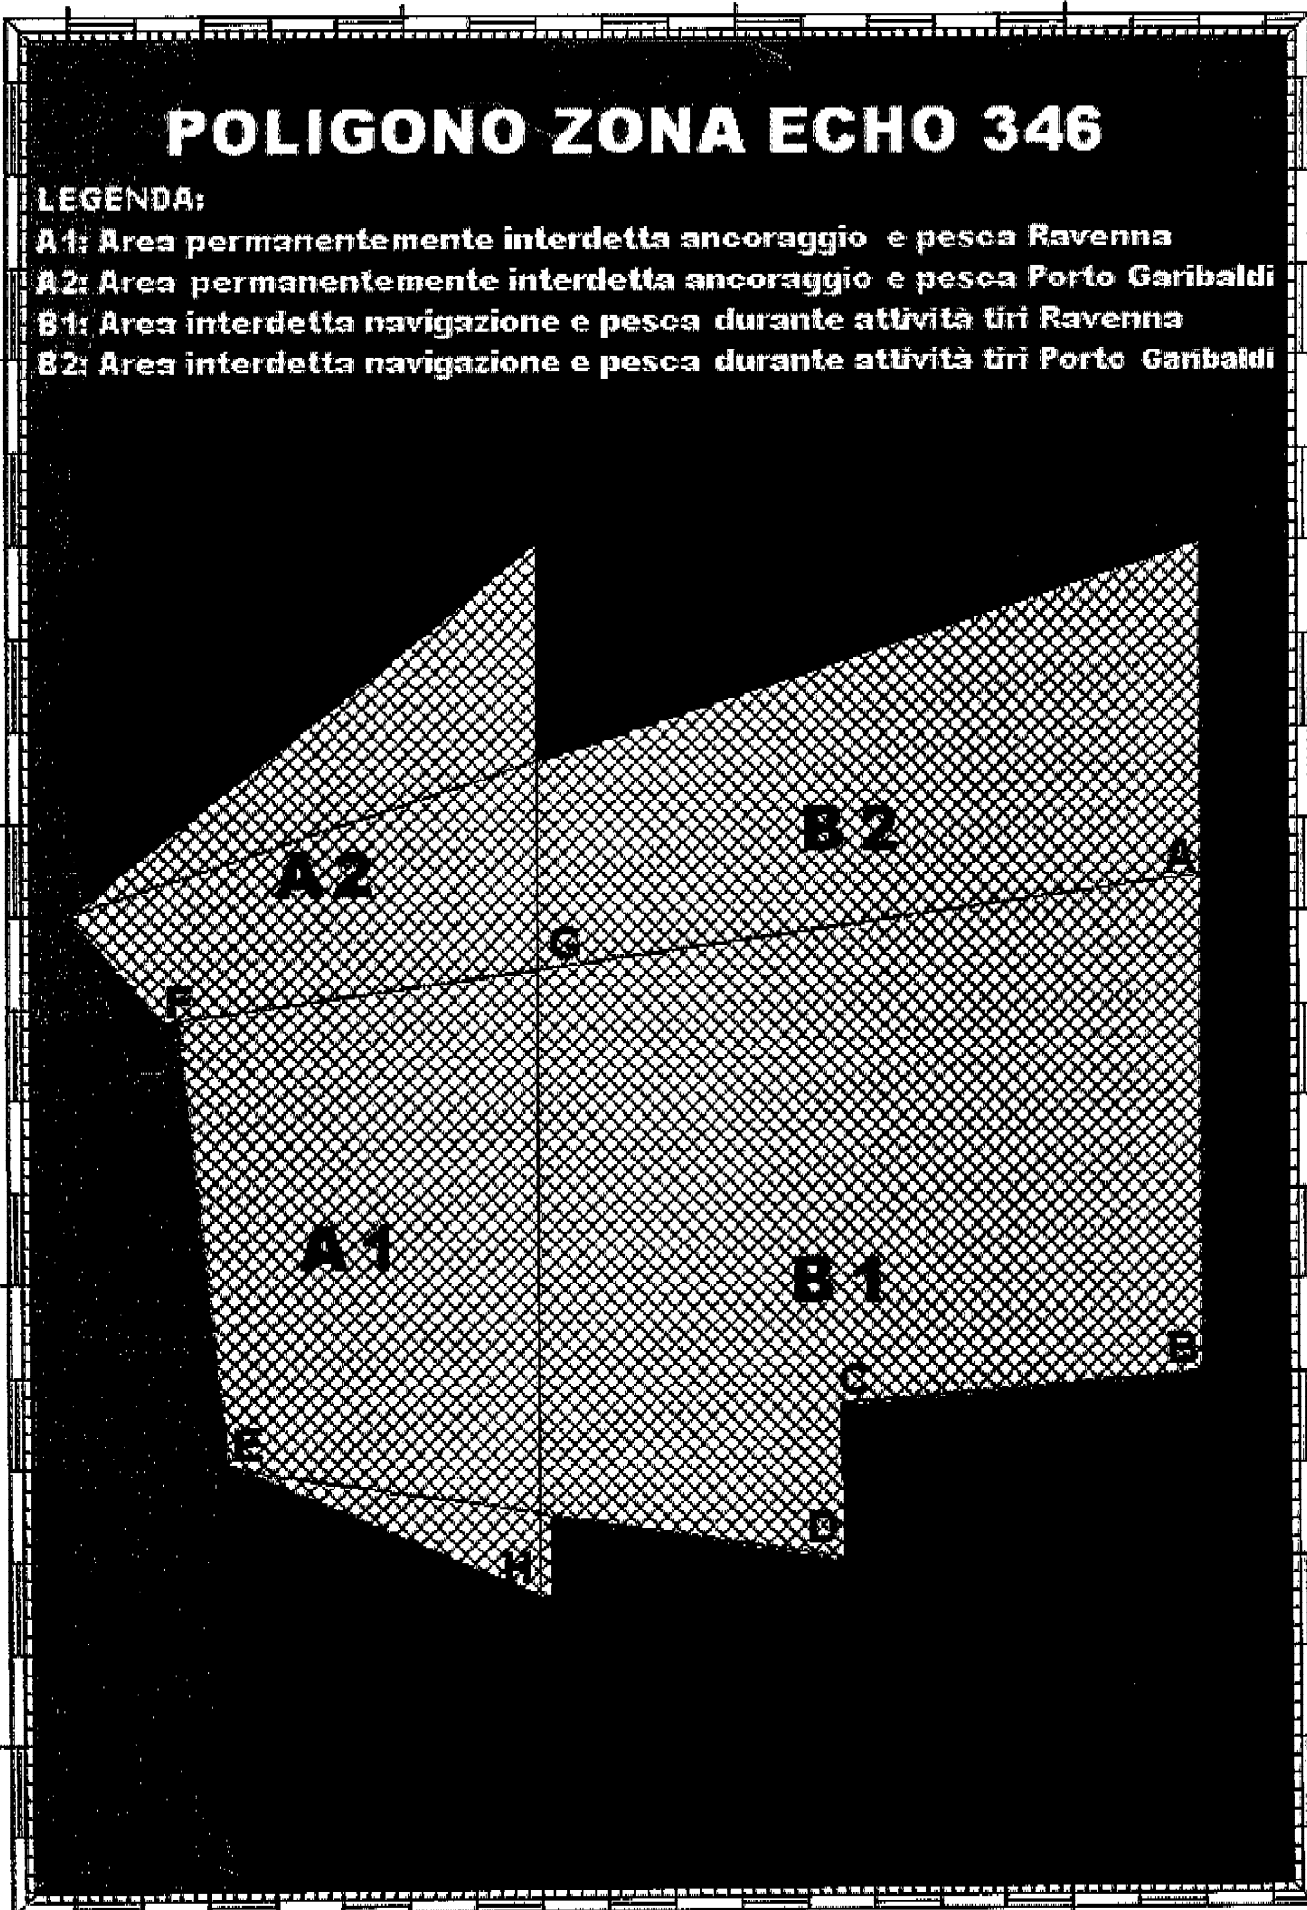 POLIGONO ZONA ECHO 346
LEGENDA:
A1: Area permanentemente interdetta ancoraggio e pesca Ravenna
A2: Area permanentemente interdetta ancoraggio e pesca Porto Garibaldi
B1: Area interdetta navigazione e pesca durante attività tiri Ravenna
B2: Area interdetta navigazione e pesca durante attività tiri Porto Garibaldi
B2
A
A2
G
F
A1
B1
B
C
E
D
H